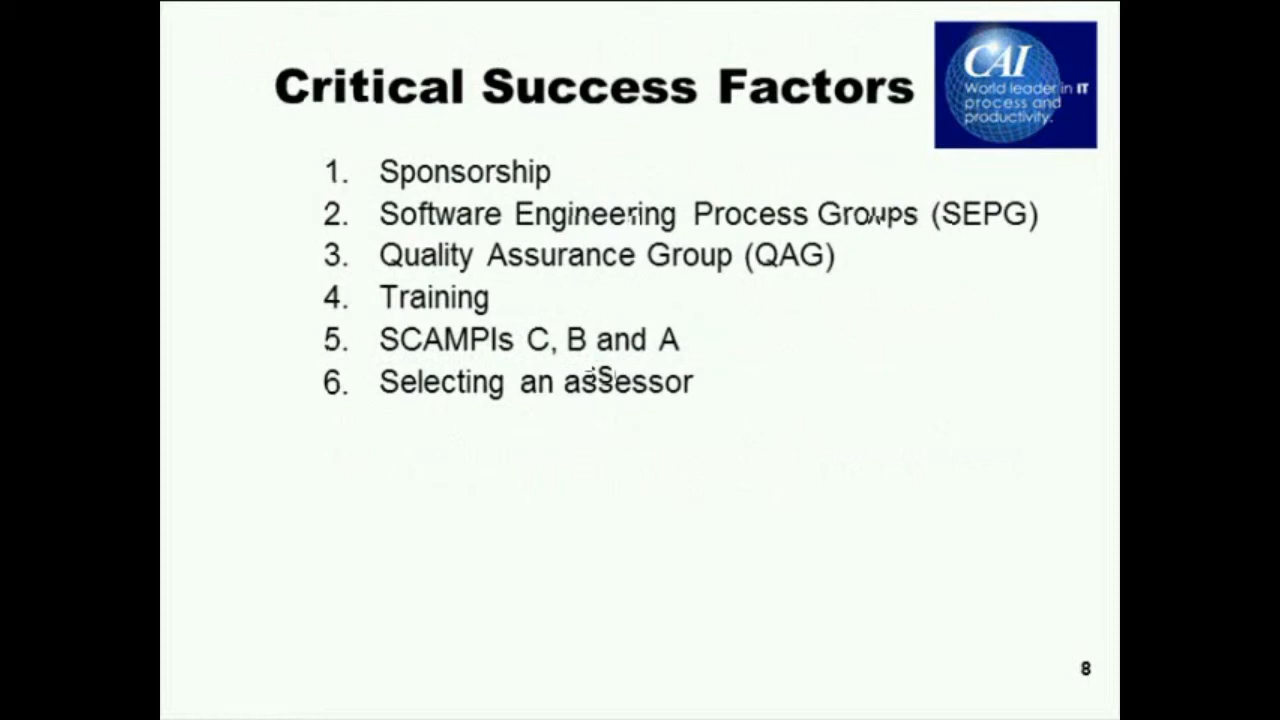 Critical Success Factors
CAI
World leader in IT
process and
productivity.
1. Sponsorship
2. Software Engineering Process Groups (SEPG)
3. Quality Assurance Group (QAG)
4. Training
5. SCAMPIs C, B and A
6. Selecting an assessor
8